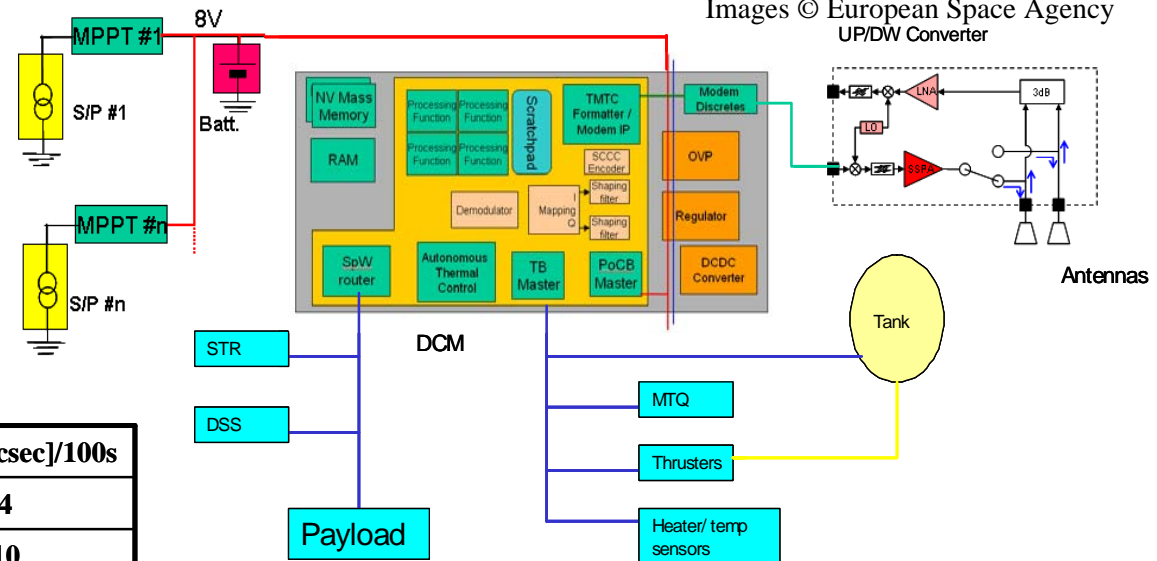 Images © European Space Agency
UP/DW Converter
8V
MPPT #1
S/P #1
Batt.
MPPT #n
S/P #n
NV Mass
Memory
RAM
Processing
Function
Processing
Function
Processing
Function
Processing
Function
Scratchpad
TMTC
Formatter /
Modem IP
SCCC
Encoder
Shaping
filter
Demodulator
I
Mapping
Q
Shaping
filter
SpW
router
Autonomous
Thermal
Control
TB
Master
PoCB
Master
Modem
Discretes
OVP
Regulator
DCDC
Converter
DCM
LNA
3dB
LO
SSPA
Antennas
Tank
STR
DSS
Payload
MTQ
Thrusters
Heater/ temp
sensors
csec]/100s
4
10